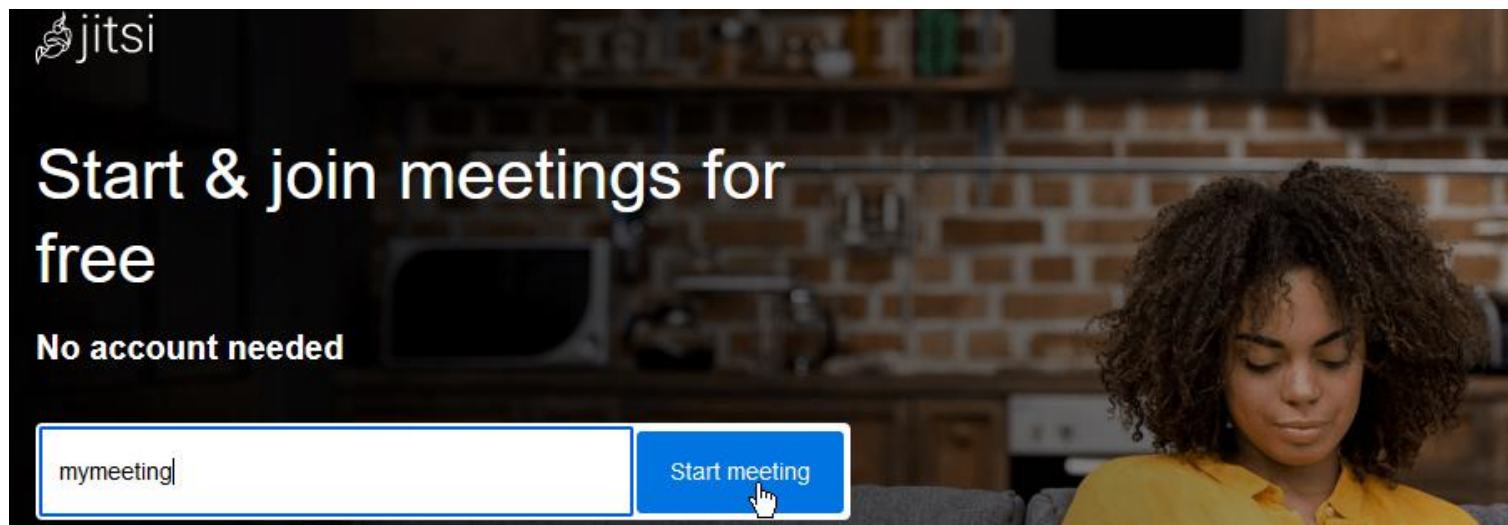 jitsi
Start & join meetings for
free
No account needed
mymeeting
Start meeting